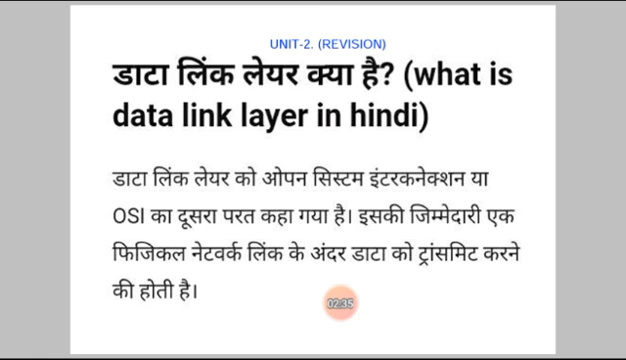 UNIT-2. (REVISION)
डाटा लिंक लेयर क्या है? (what is
data link layer in hindi)
डाटा लिंक लेयर को ओपन सिस्टम इंटरकनेक्शन या
OSI का दूसरा परत कहा गया है। इसकी जिम्मेदारी एक
फिजिकल नेटवर्क लिंक के अंदर डाटा को ट्रांसमिट करने
की होती है।
02:35